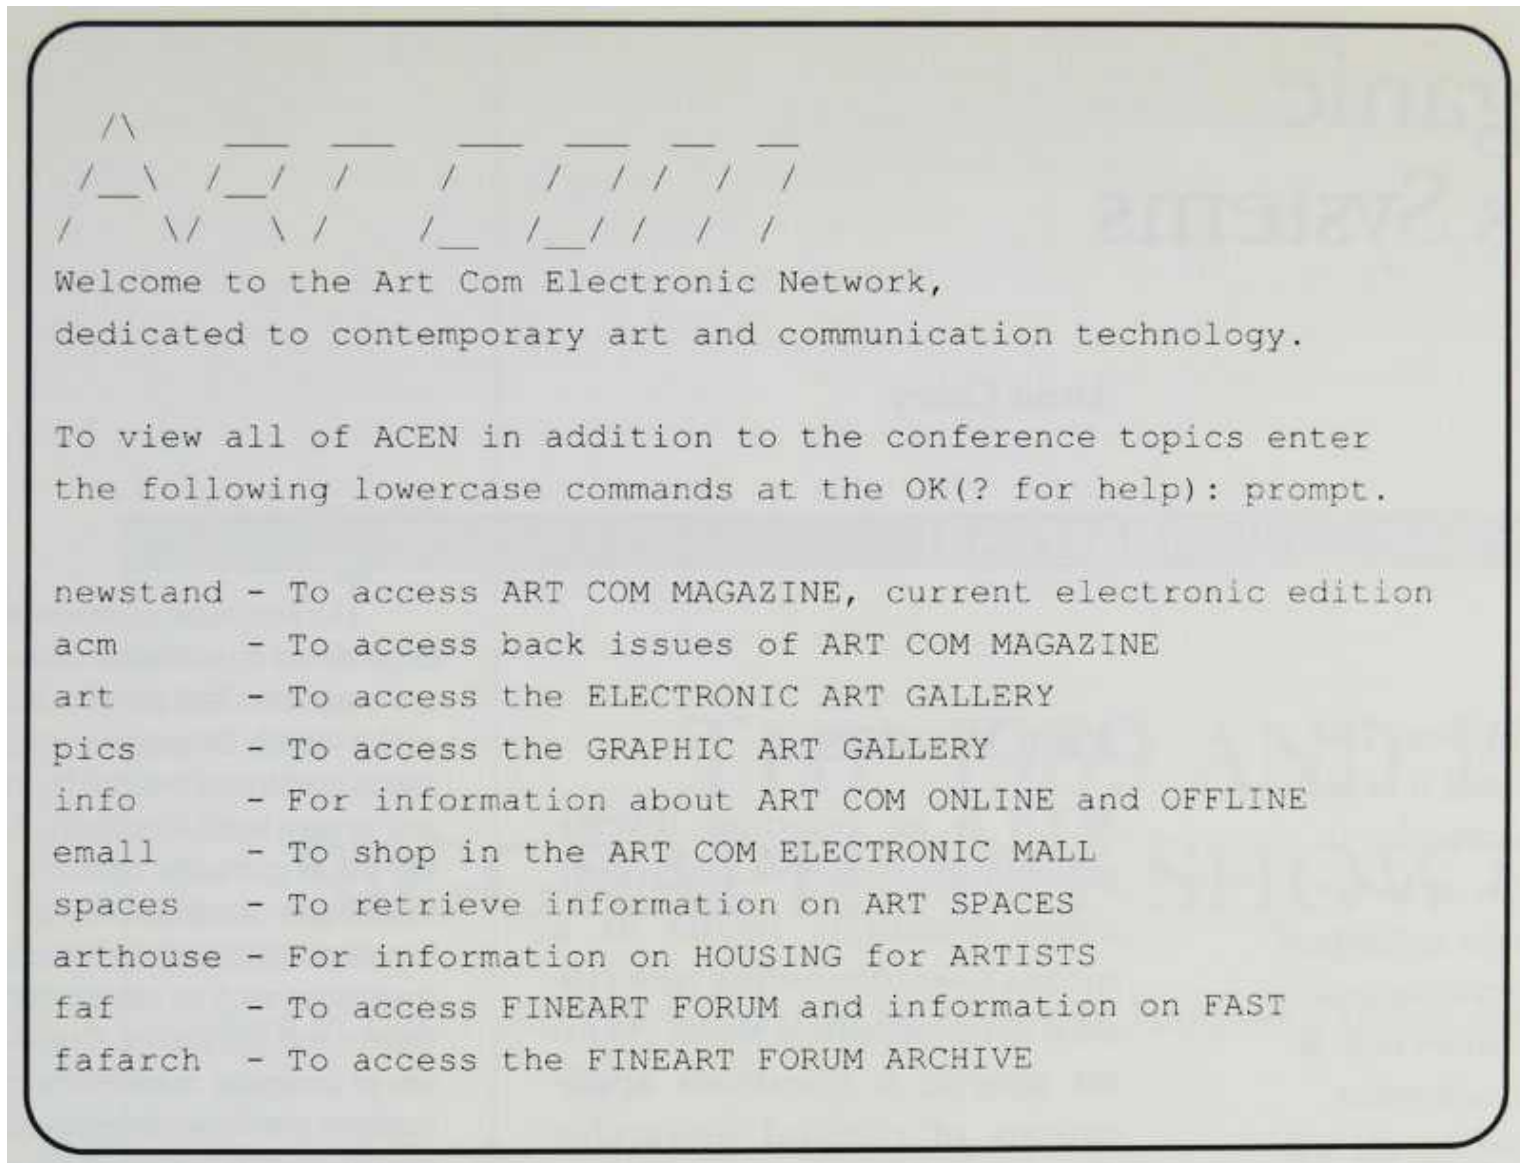 ART COM
Welcome to the Art Com Electronic Network,
dedicated to contemporary art and communication technology.
To view all of ACEN in addition to the conference topics enter
the following lowercase commands at the OK(? for help): prompt.
newstand - To access ART COM MAGAZINE, current electronic edition
acm - To access back issues of ART COM MAGAZINE
art - To access the ELECTRONIC ART GALLERY
pics - To access the GRAPHIC ART GALLERY
info - For information about ART COM ONLINE and OFFLINE
emall - To shop in the ART COM ELECTRONIC MALL
spaces - To retrieve information on ART SPACES
arthouse - For information on HOUSING for ARTISTS
faf - To access FINEART FORUM and information on FAST
fafarch - To access the FINEART FORUM ARCHIVE